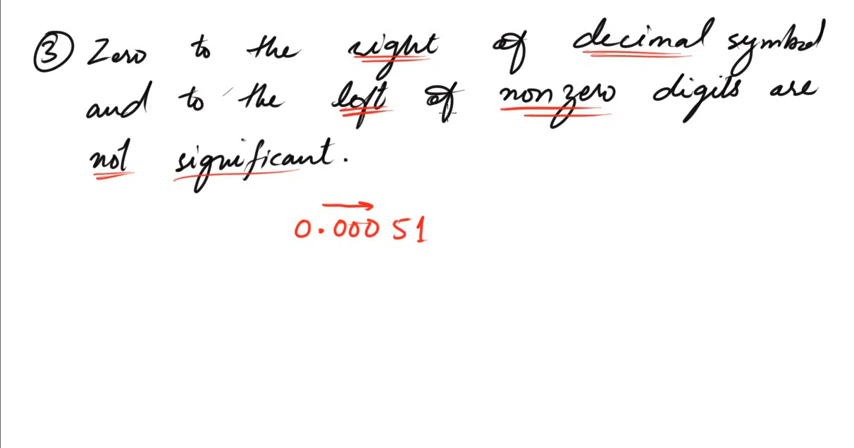 ③ Zero to the right of decimal symbol
and to the left of nonzero digits are
not significant.
0.00051